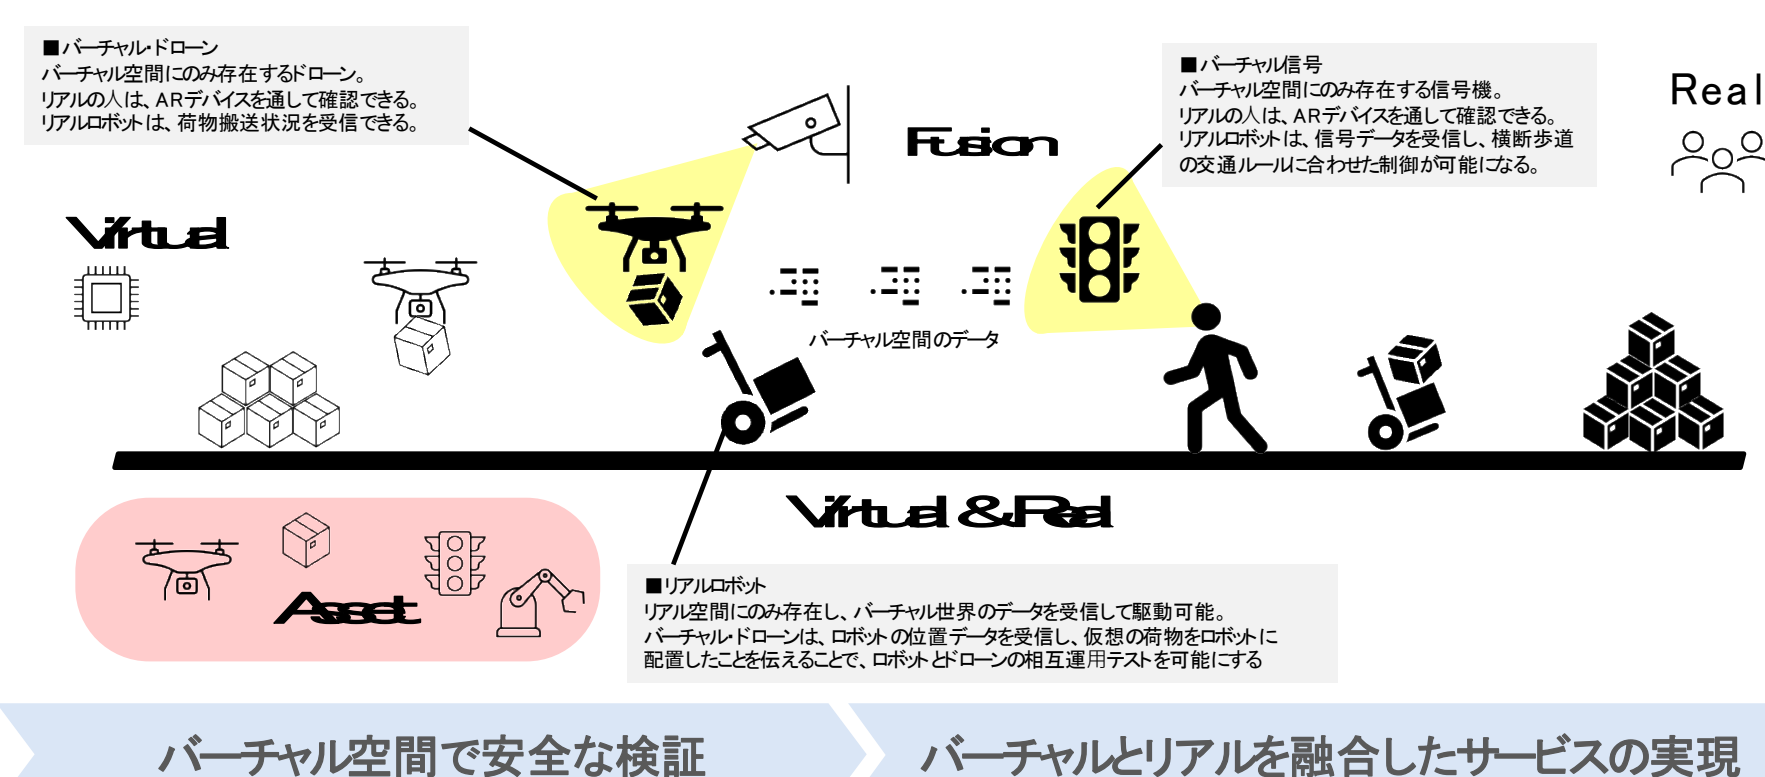 ■バーチャル・ドローン
バーチャル空間にのみ存在するドローン。
リアルの人は、ARデバイスを通して確認できる。
リアルロボットは、荷物搬送状況を受信できる。
■バーチャル信号
バーチャル空間にのみ存在する信号機。
リアルの人は、ARデバイスを通して確認できる。
リアルロボットは、信号データを受信し、横断歩道
の交通ルールに合わせた制御が可能になる。
Real
Fusion
Virtual
バーチャル空間のデータ
Virtual & Real
Asset
■リアルロボット
リアル空間にのみ存在し、バーチャル世界のデータを受信して駆動可能。
バーチャル・ドローンは、ロボットの位置データを受信し、仮想の荷物をロボットに
配置したことを伝えることで、ロボットとドローンの相互運用テストを可能にする
バーチャル空間で安全な検証
バーチャルとリアルを融合したサービスの実現